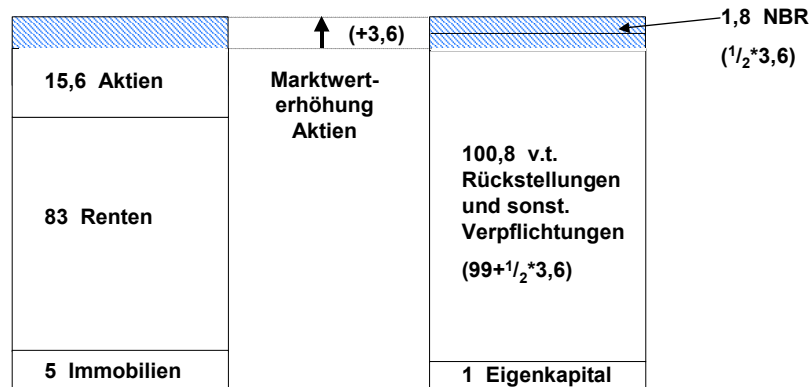 1,8 NBR
(¹/₂*3,6)
(+3,6)
15,6 Aktien
Marktwert-
erhöhung
Aktien
83 Renten
100,8 v.t.
Rückstellungen
und sonst.
Verpflichtungen
(99+¹/₂*3,6)
5 Immobilien
1 Eigenkapital